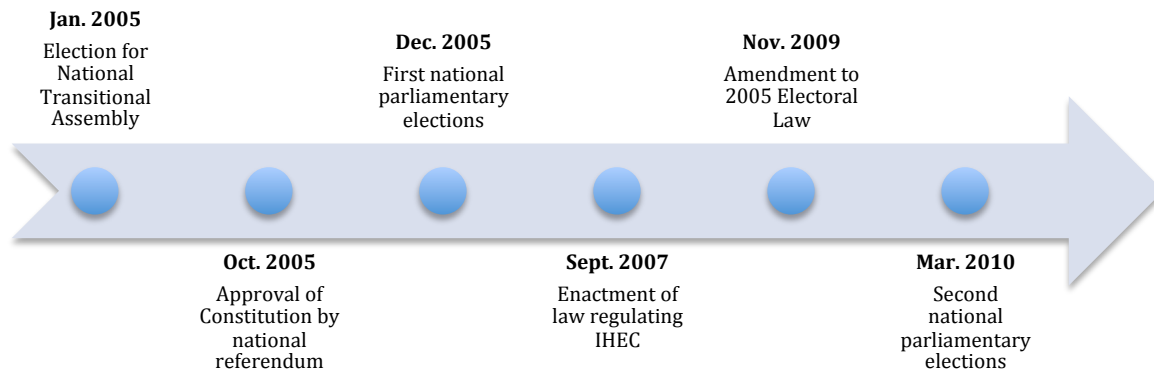 Jan. 2005
Election for
National
Transitional
Assembly
Oct. 2005
Approval of
Constitution by
national
referendum
Dec. 2005
First national
parliamentary
elections
Sept. 2007
Enactment of
law regulating
IHEC
Nov. 2009
Amendment to
2005 Electoral
Law
Mar. 2010
Second
national
parliamentary
elections